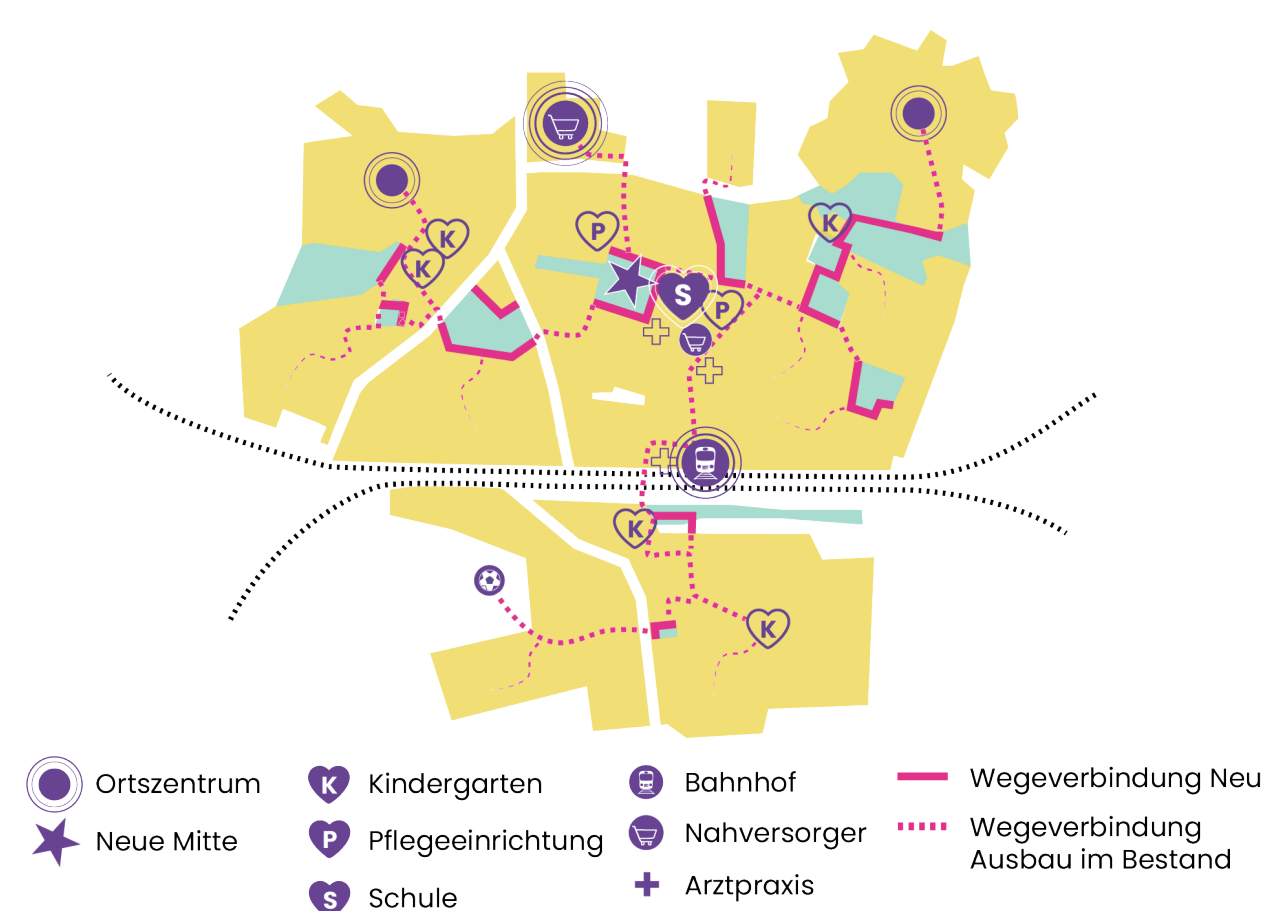 P
K
K
K
S
P
K
K
Ortszentrum
Neue Mitte
K Kindergarten
P Pflegeeinrichtung
S Schule
Bahnhof
Nahversorger
Arztpraxis
Wegeverbindung Neu
Wegeverbindung
Ausbau im Bestand